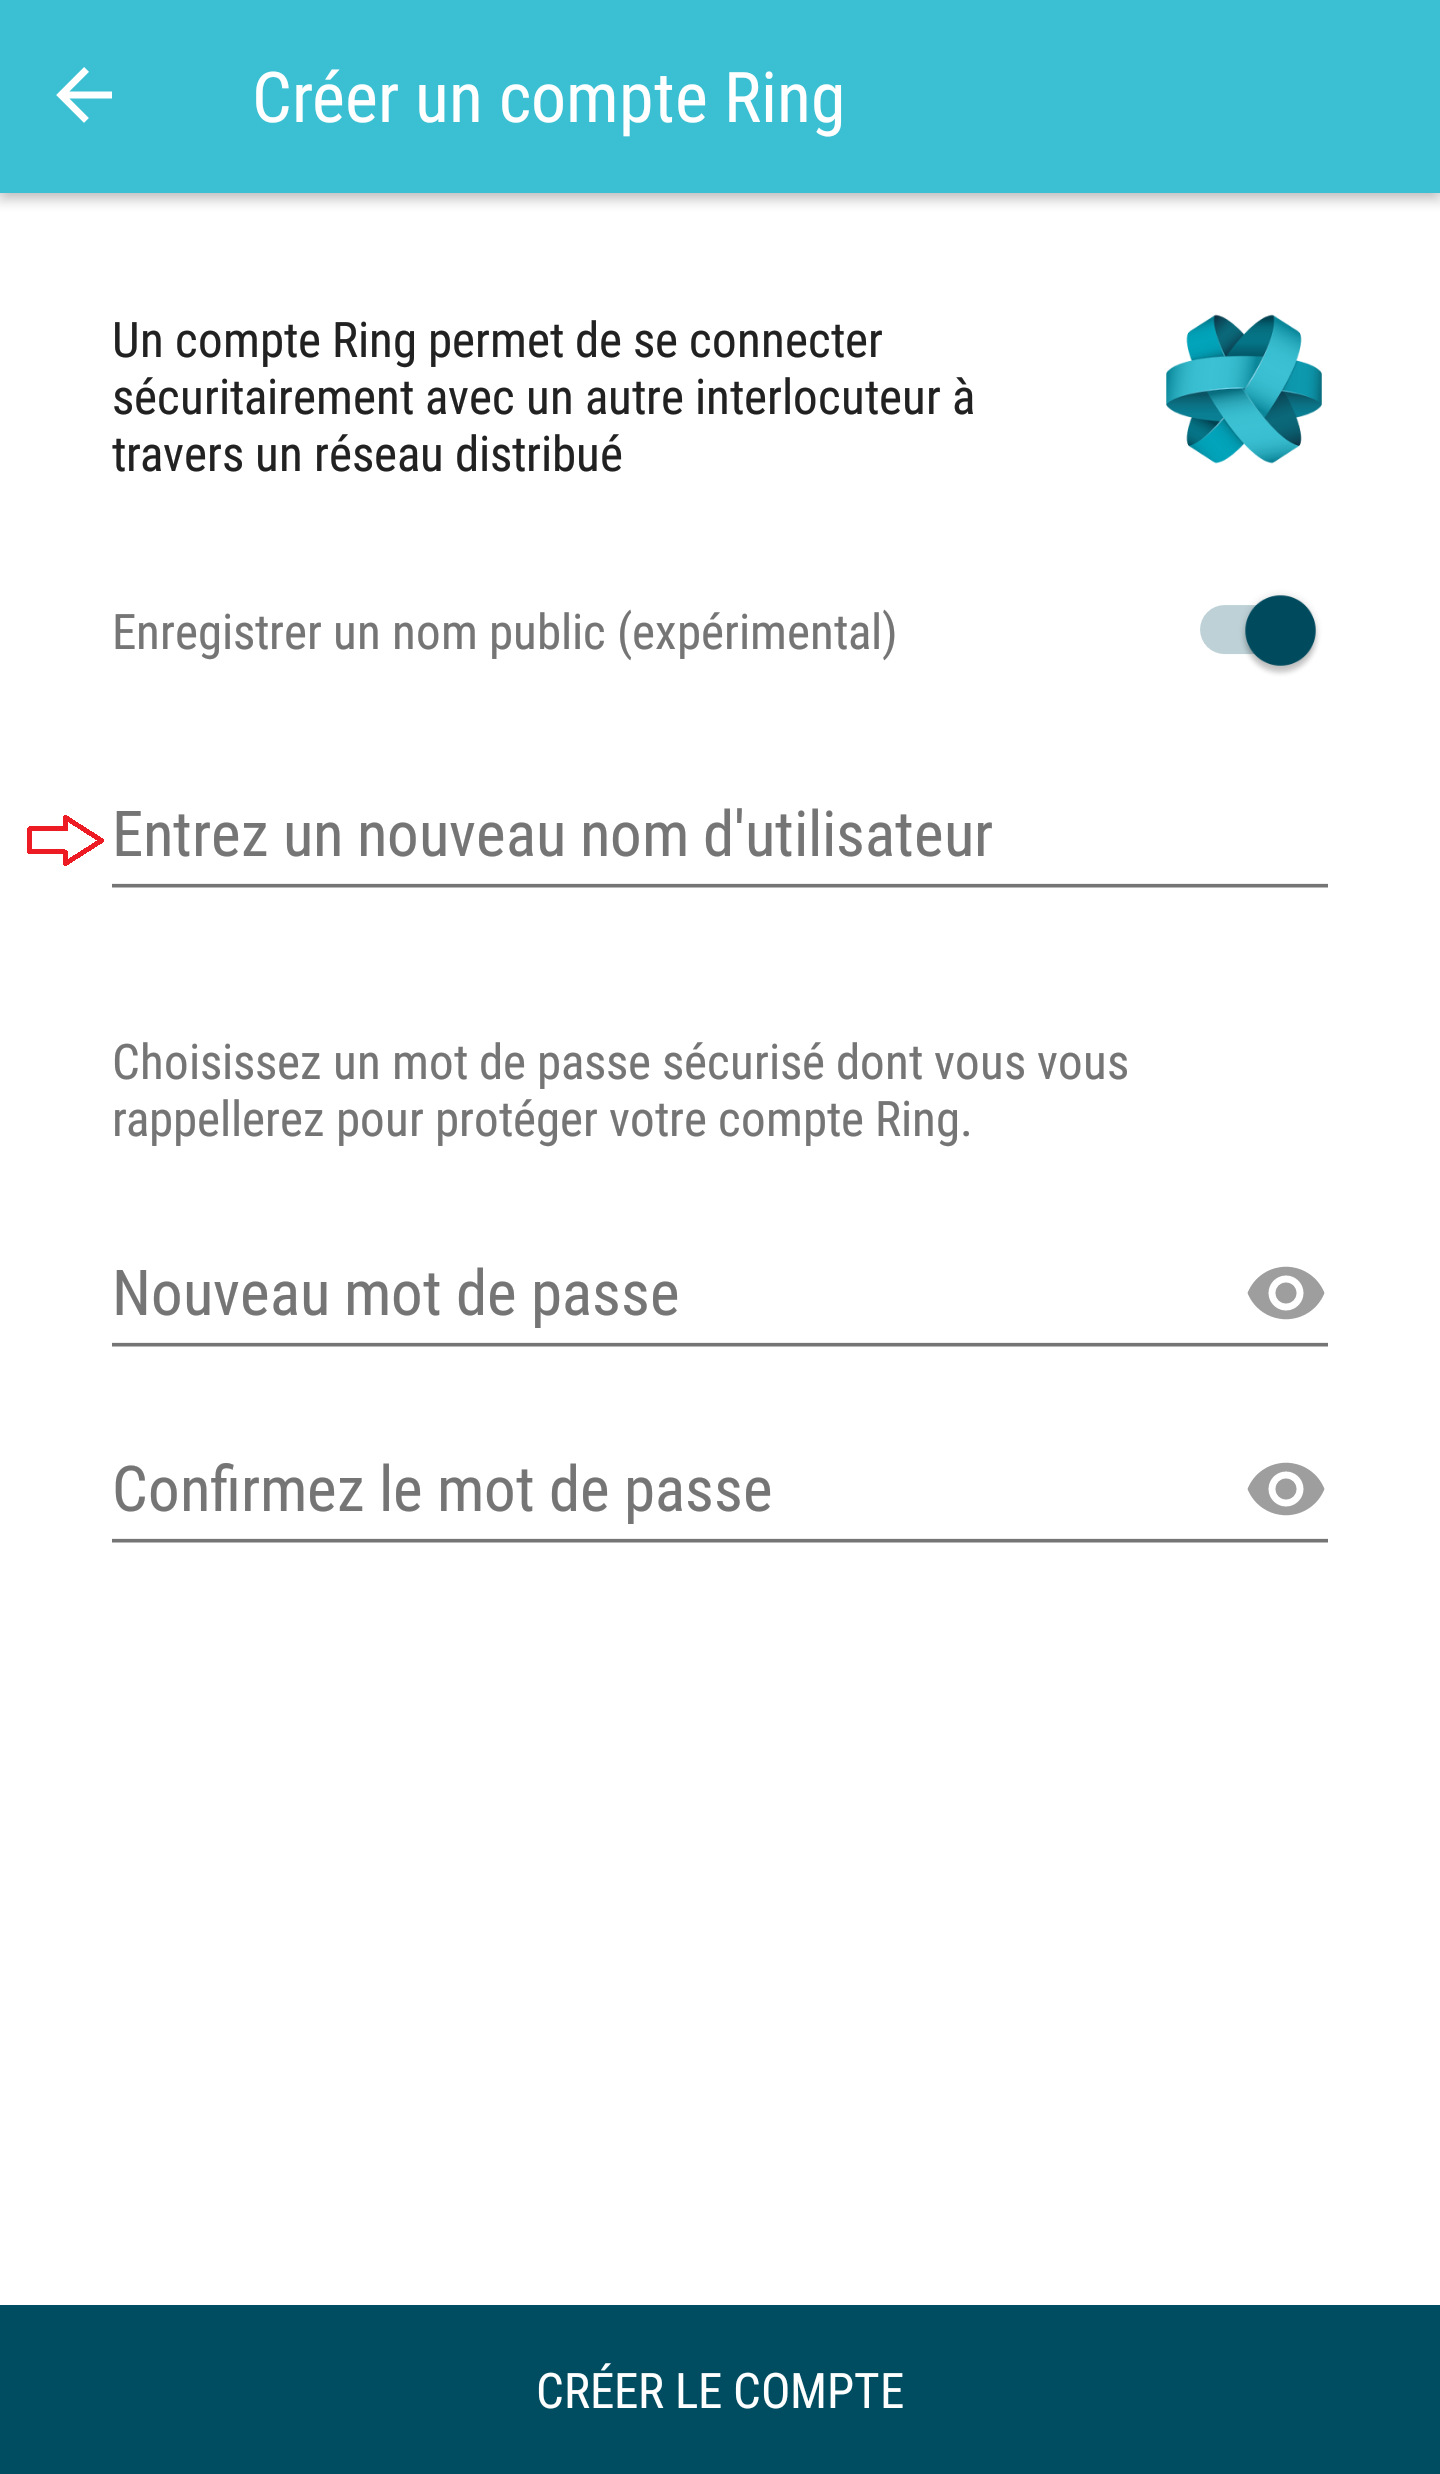 Créer un compte Ring
Un compte Ring permet de se connecter
sécuritairement avec un autre interlocuteur à
travers un réseau distribué
Enregistrer un nom public (expérimental)
Entrez un nouveau nom d'utilisateur
Choisissez un mot de passe sécurisé dont vous vous
rappellerez pour protéger votre compte Ring.
Nouveau mot de passe
Confirmez le mot de passe
CRÉER LE COMPTE